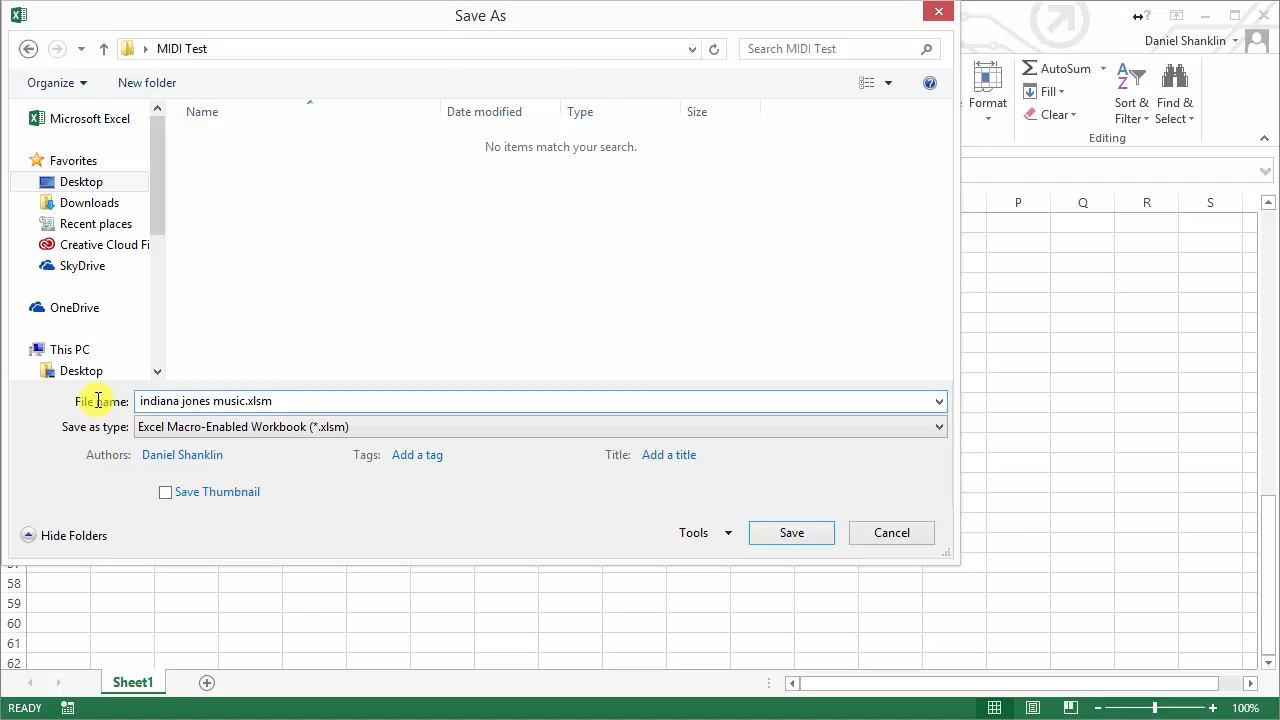 Save As
MIDI Test
Search MIDI Test
Daniel Shanklin
Organize
New folder
AutoSum
Fill
Clear
Format
Sort &
Filter
Find &
Select
Editing
Name
Date modified
Type
Size
No items match your search.
Microsoft Excel
Favorites
Desktop
Downloads
Recent places
Creative Cloud Fi
SkyDrive
OneDrive
This PC
Desktop
P Q R S
File name: indiana jones music.xlsm
Save as type: Excel Macro-Enabled Workbook (*.xlsm)
Authors: Daniel Shanklin
Tags: Add a tag
Title: Add a title
Save Thumbnail
Hide Folders
Tools
Save
Cancel
58
59
60
61
62
Sheet1
READY
100%